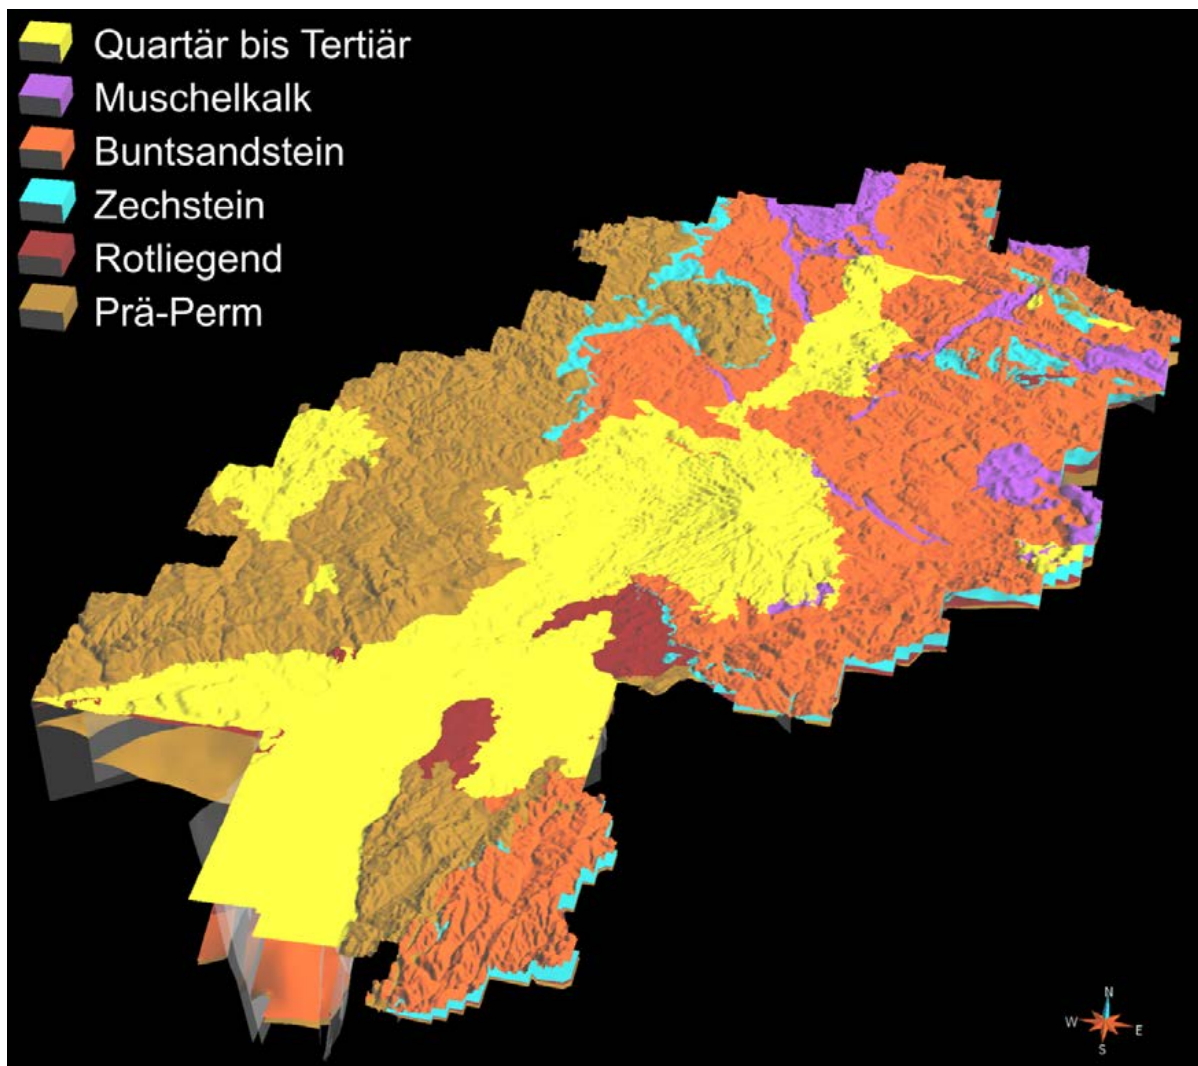 Quartär bis Tertiär
Muschelkalk
Buntsandstein
Zechstein
Rotliegend
Prä-Perm
N
W
E
S